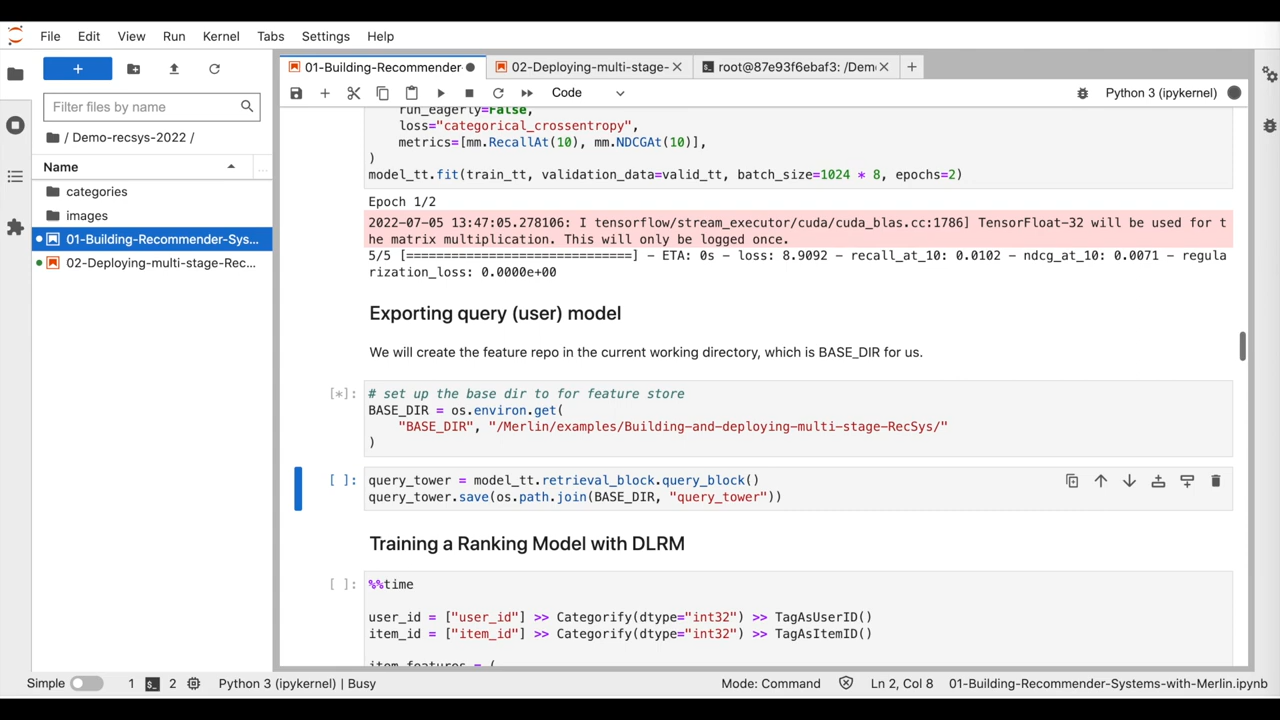 File Edit View Run Kernel Tabs Settings Help
+
Filter files by name
/ Demo-recsys-2022 /
Name
...
categories
images
01-Building-Recommender-Sys...
02-Deploying-multi-stage-Rec...
01-Building-Recommender-
02-Deploying-multi-stage-
root@87e93f6ebaf3: /Demo
Code
Python 3 (ipykernel)
run_eagerly=False,
loss="categorical_crossentropy",
metrics=[mm.RecallAt(10), mm.NDCGAt(10)],
)
model_tt.fit(train_tt, validation_data=valid_tt, batch_size=1024 * 8, epochs=2)
Epoch 1/2
2022-07-05 13:47:05.278106: I tensorflow/stream_executor/cuda/cuda_blas.cc:1786] TensorFloat-32 will be used for t
he matrix multiplication. This will only be logged once.
5/5 [==============================] - ETA: 0s - loss: 8.9092 - recall_at_10: 0.0102 - ndcg_at_10: 0.0071 - regula
rization_loss: 0.0000e+00
Exporting query (user) model
We will create the feature repo in the current working directory, which is BASE_DIR for us.
[*]: # set up the base dir to for feature store
BASE_DIR = os.environ.get(
"BASE_DIR", "/Merlin/examples/Building-and-deploying-multi-stage-RecSys/"
)
[ ]: query_tower = model_tt.retrieval_block.query_block()
query_tower.save(os.path.join(BASE_DIR, "query_tower"))
Training a Ranking Model with DLRM
[ ]: %%time
user_id = ["user_id"] >> Categorify(dtype="int32") >> TagAsUserID()
item_id = ["item_id"] >> Categorify(dtype="int32") >> TagAsItemID()
item_features = (
Simple 1 2 Python 3 (ipykernel) | Busy Mode: Command Ln 2, Col 8 01-Building-Recommender-Systems-with-Merlin.ipynb